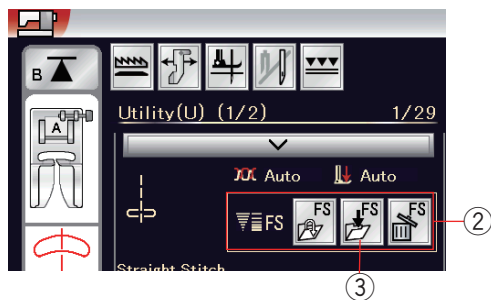 B
Utility(U) (1/2) 1/29
A
Auto Auto
FS FS FS FS
②
Straight Stitch
③